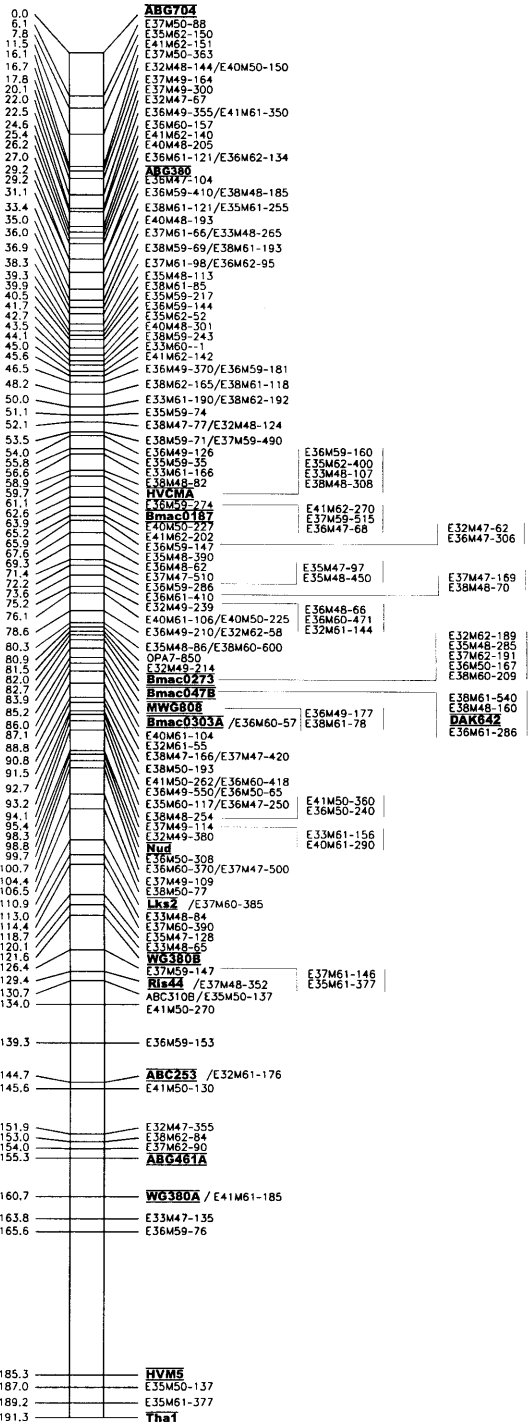 0.0 ABG704
6.1 E37M50-88
7.8 E35M62-150
11.5 E41M62-151
16.1 E37M50-363
16.7 E32M48-144/E40M50-150
17.8 E37M49-164
20.1 E37M49-300
22.0 E32M47-67
22.5 E36M49-355/E41M61-350
24.6 E36M60-157
25.4 E41M62-140
26.2 E40M48-205
27.0 E36M61-121/E36M62-134
29.2 ABG380
29.2 E36M47-104
31.1 E36M59-410/E38M48-185
33.4 E38M61-121/E35M61-255
35.0 E40M48-193
36.0 E37M61-66/E33M48-265
36.9 E38M59-69/E38M61-193
38.3 E37M61-98/E36M62-95
39.3 E35M48-113
39.9 E38M61-85
40.5 E35M59-217
41.7 E36M59-144
42.7 E35M62-52
43.5 E40M48-301
44.1 E38M59-243
45.0 E33M60--1
45.6 E41M62-142
46.5 E36M49-370/E36M59-181
48.2 E38M62-165/E38M61-118
50.0 E33M61-190/E38M62-192
51.1 E35M59-74
52.1 E38M47-77/E32M48-124
53.5 E38M59-71/E37M59-490
54.0 E36M49-126 E36M59-160
55.8 E35M59-35 E35M62-400
56.6 E33M61-166 E33M48-107
58.9 E38M48-82 E38M48-308
59.7 HVCMA
61.1 E36M59-274 E41M62-270
62.6 Bmac0187 E37M59-515
63.9 E40M50-227 E36M47-68 E32M47-62
65.2 E41M62-202 E36M47-306
65.9 E36M59-147
67.6 E35M48-390
69.3 E36M48-62 E35M47-97
71.4 E37M47-510 E35M48-450 E37M47-169
72.2 E36M59-286 E38M48-70
73.6 E36M61-410
75.2 E32M49-239 E36M48-66
76.1 E40M61-106/E40M50-225 E36M60-471
78.6 E36M49-210/E32M62-58 E32M61-144 E32M62-189
80.3 E35M48-86/E38M60-600 E35M48-285
80.9 OPA7-850 E37M62-191
81.5 E32M49-214 E36M50-167
82.0 Bmac0273 E38M60-209
82.7 Bmac047B E38M61-540
83.9 MWG808 E36M49-177 E38M48-160
85.2 Bmac0303A /E36M60-57 E38M61-78 DAK642
86.0 E40M61-104 E36M61-286
87.1 E32M61-55
88.8 E38M47-166/E37M47-420
90.8 E38M50-193
91.5 E41M50-262/E36M60-418
92.7 E36M49-550/E36M50-65
93.2 E35M60-117/E36M47-250 E41M50-360
94.1 E38M48-254 E36M50-240
95.4 E37M49-114 E33M61-156
98.3 E32M49-380 E40M61-290
98.8 Nud
99.7 E36M50-308
100.7 E36M60-370/E37M47-500
104.4 E37M49-109
106.5 E38M50-77
110.9 Lks2 /E37M60-385
113.0 E33M48-84
114.4 E37M60-390
118.7 E35M47-128
120.1 E33M48-65
121.6 WG380B
126.4 E37M59-147 E37M61-146
129.4 Ris44 /E37M48-352 E35M61-377
130.7 ABC310B/E35M50-137
134.0 E41M50-270
139.3 E36M59-153
144.7 ABC253 /E32M61-176
145.6 E41M50-130
151.9 E32M47-355
153.0 E38M62-84
154.0 E37M62-90
155.3 ABG461A
160.7 WG380A / E41M61-185
163.8 E33M47-135
165.6 E36M59-76
185.3 HVM5
187.0 E35M50-137
189.2 E35M61-377
191.3 Tha1